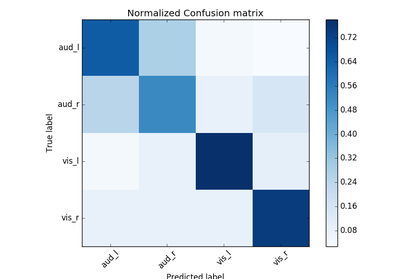 Normalized Confusion matrix
aud_l
aud_r
vis_l
vis_r
True label
aud_l
aud_r
vis_l
vis_r
Predicted label
0.72
0.64
0.56
0.48
0.40
0.32
0.24
0.16
0.08